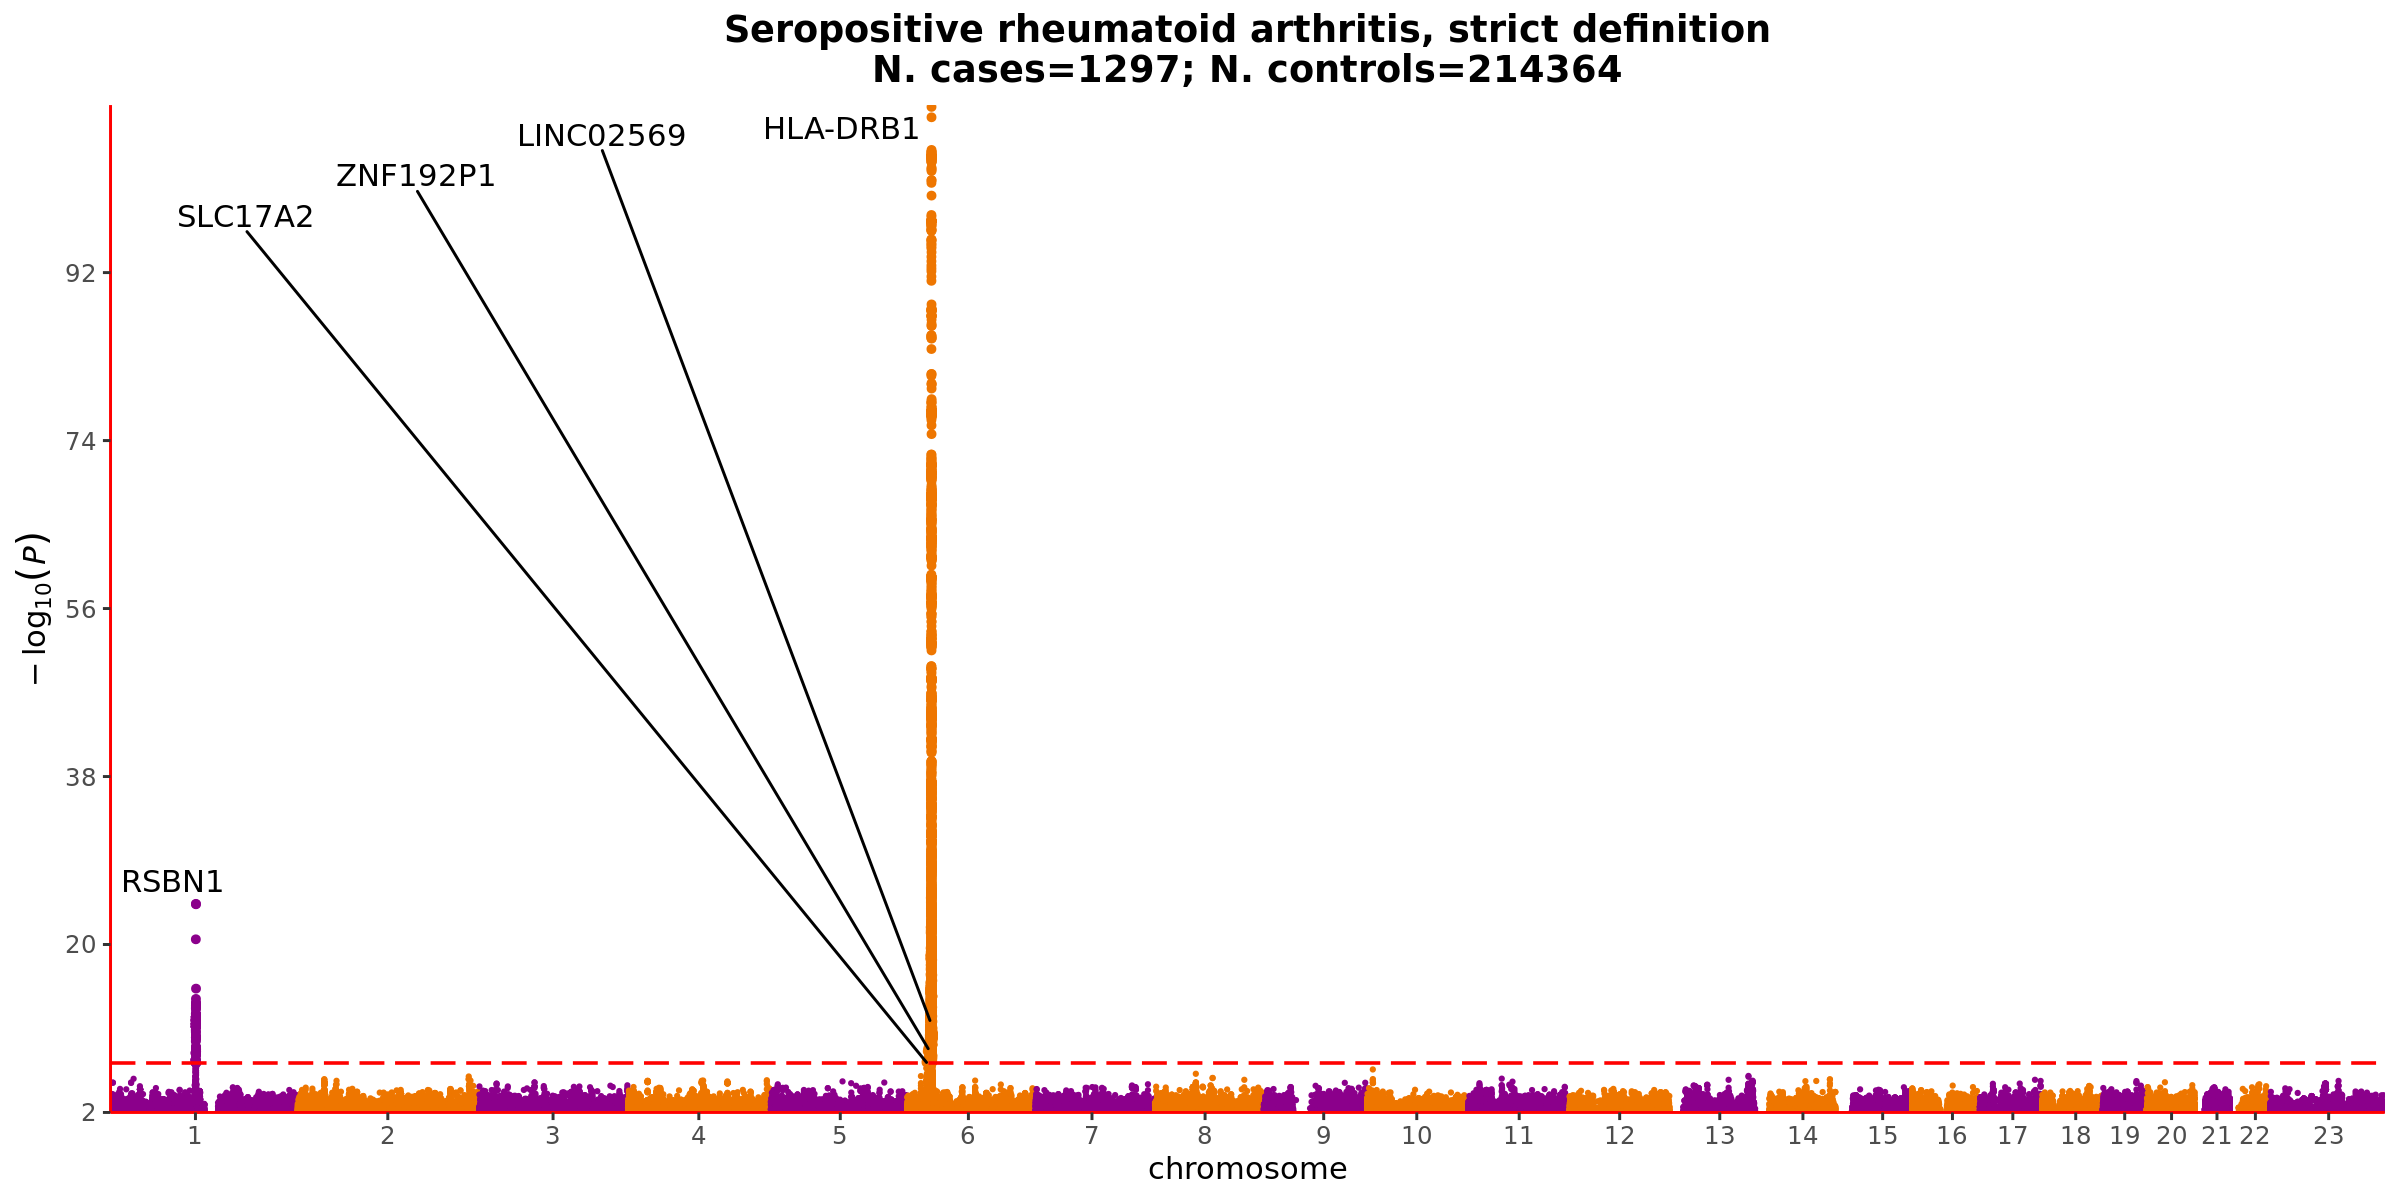 Seropositive rheumatoid arthritis, strict definition
N. cases=1297; N. controls=214364
LINC02569
HLA-DRB1
ZNF192P1
SLC17A2
RSBN1
92
74
56
38
20
2
−log10(P)
1 2 3 4 5 6 7 8 9 10 11 12 13 14 15 16 17 18 19 20 21 22 23
chromosome